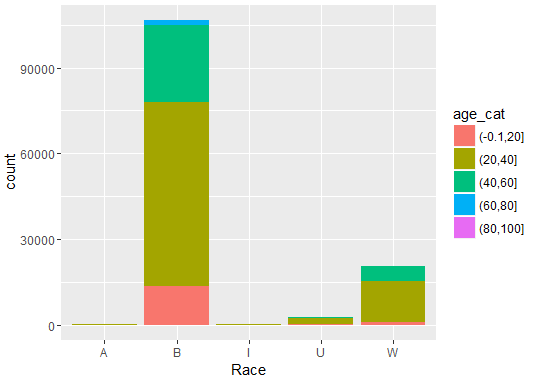 count
90000
60000
30000
0
A B I U W
Race
age_cat
(-0.1,20]
(20,40]
(40,60]
(60,80]
(80,100]